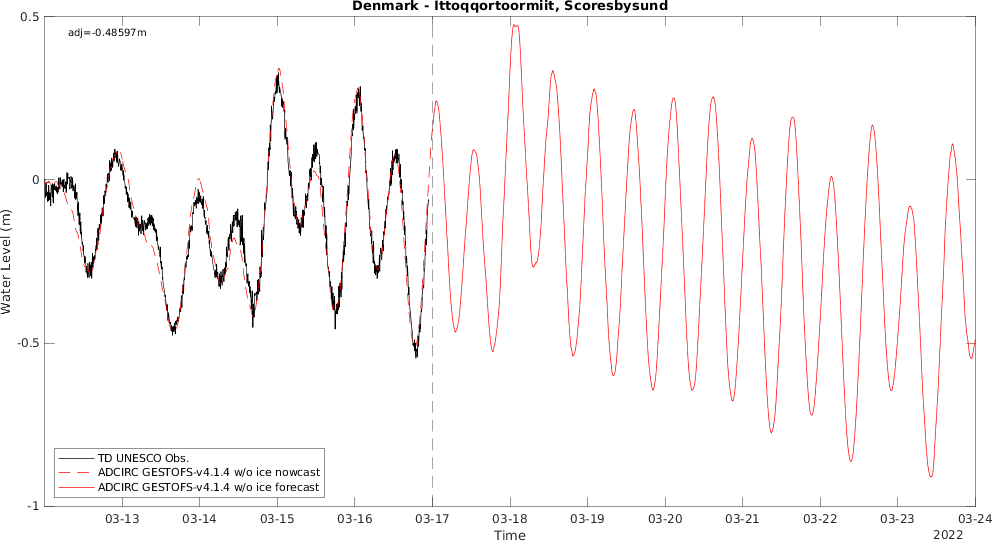 Denmark - Ittoqqortoormiit, Scoresbysund
adj=-0.48597m
0.5
0
-0.5
-1
Water Level (m)
TD UNESCO Obs.
ADCIRC GESTOFS-v4.1.4 w/o ice nowcast
ADCIRC GESTOFS-v4.1.4 w/o ice forecast
03-13 03-14 03-15 03-16 03-17 03-18 03-19 03-20 03-21 03-22 03-23 03-24
Time
2022